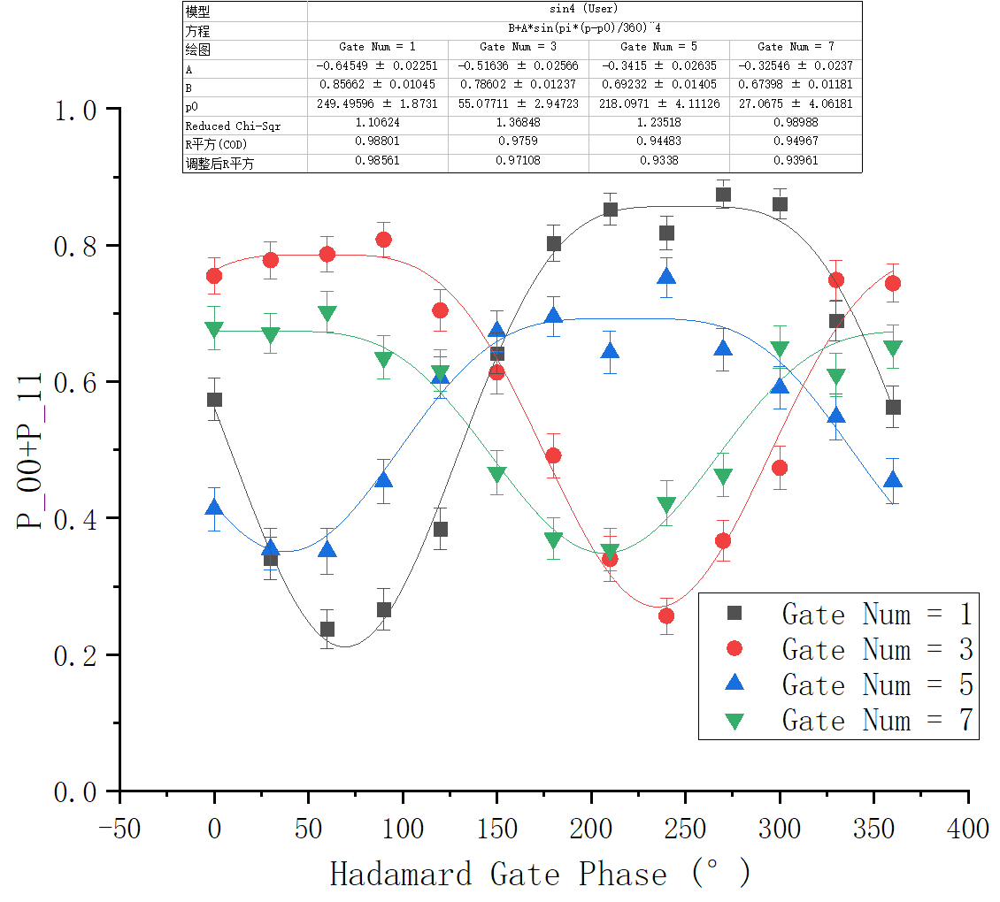 模型 sin4 (User)
方程 B+A*sin(pi*(p-p0)/360)^4
绘图 Gate Num = 1 Gate Num = 3 Gate Num = 5 Gate Num = 7
A -0.64549 ± 0.02251 -0.51636 ± 0.02566 -0.3415 ± 0.02635 -0.32546 ± 0.0237
B 0.85662 ± 0.01045 0.78602 ± 0.01237 0.69232 ± 0.01405 0.67398 ± 0.01181
p0 249.49596 ± 1.8731 55.07711 ± 2.94723 218.0971 ± 4.11126 27.0675 ± 4.06181
Reduced Chi-Sqr 1.10624 1.36848 1.23518 0.98988
R平方(COD) 0.98801 0.9759 0.94483 0.94967
调整后R平方 0.98561 0.97108 0.9338 0.93961
1.0
0.8
0.6
0.4
0.2
0.0
P_00+P_11
Gate Num = 1
Gate Num = 3
Gate Num = 5
Gate Num = 7
-50 0 50 100 150 200 250 300 350 400
Hadamard Gate Phase (°)